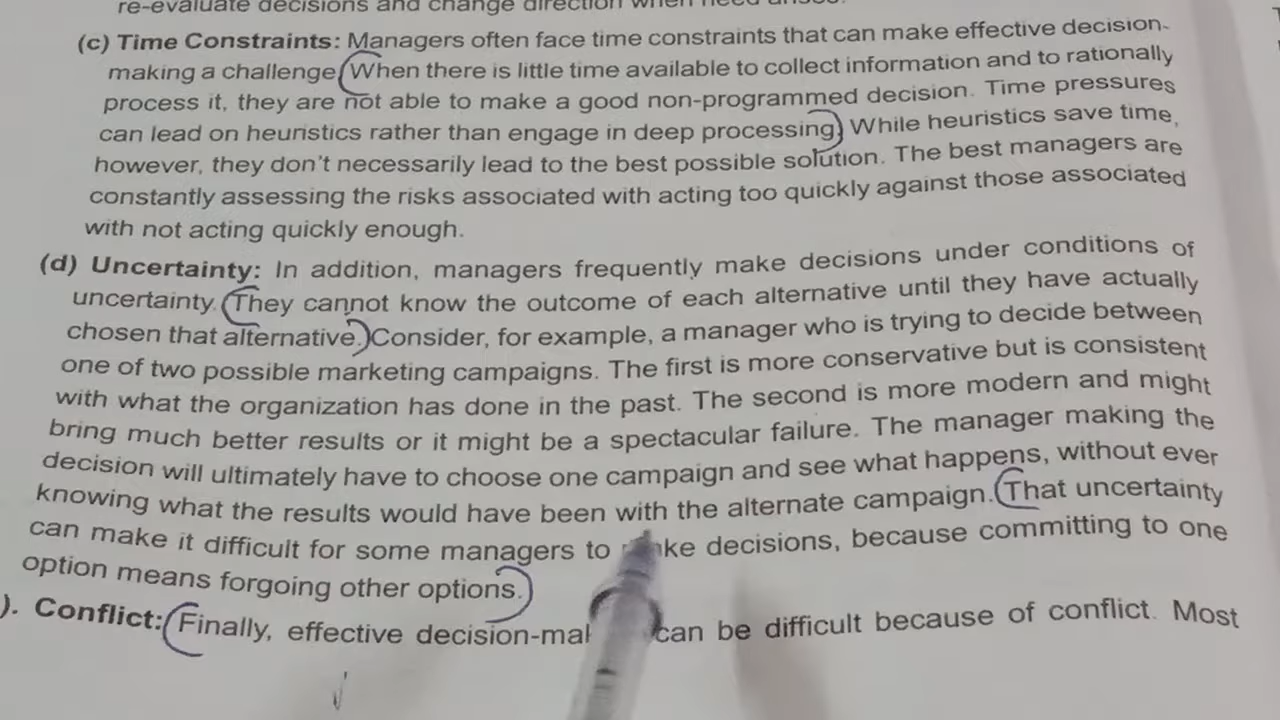 re-evaluate decisions and change direction when need arises.
(c) Time Constraints: Managers often face time constraints that can make effective decision-
making a challenge. When there is little time available to collect information and to rationally
process it, they are not able to make a good non-programmed decision. Time pressures
can lead on heuristics rather than engage in deep processing. While heuristics save time,
however, they don't necessarily lead to the best possible solution. The best managers are
constantly assessing the risks associated with acting too quickly against those associated
with not acting quickly enough.
(d) Uncertainty: In addition, managers frequently make decisions under conditions of
uncertainty. They cannot know the outcome of each alternative until they have actually
chosen that alternative. Consider, for example, a manager who is trying to decide between
one of two possible marketing campaigns. The first is more conservative but is consistent
with what the organization has done in the past. The second is more modern and might
bring much better results or it might be a spectacular failure. The manager making the
decision will ultimately have to choose one campaign and see what happens, without ever
knowing what the results would have been with the alternate campaign. That uncertainty
can make it difficult for some managers to make decisions, because committing to one
option means forgoing other options.
). Conflict: Finally, effective decision-mak can be difficult because of conflict. Most